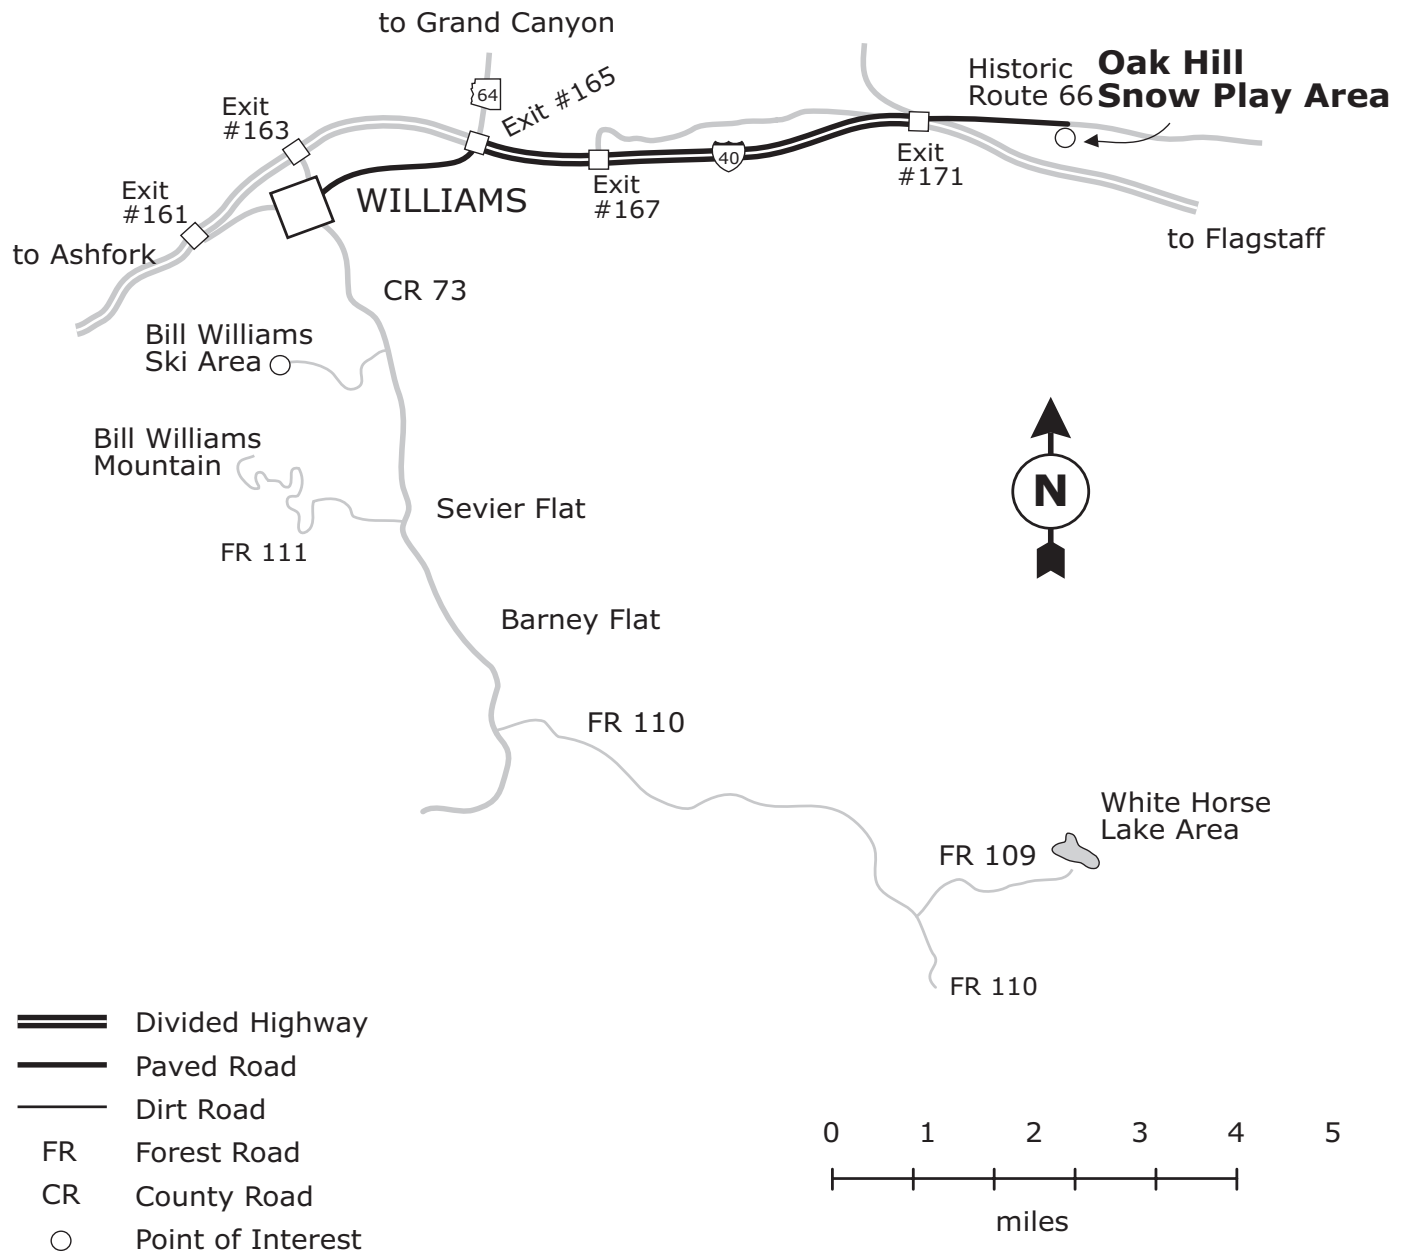 to Grand Canyon
64
Exit #165
Historic
Route 66
Oak Hill
Snow Play Area
Exit
#163
40
Exit
#171
Exit
#167
Exit
#161
WILLIAMS
to Ashfork
to Flagstaff
CR 73
Bill Williams
Ski Area
Bill Williams
Mountain
N
Sevier Flat
FR 111
Barney Flat
FR 110
White Horse
Lake Area
FR 109
FR 110
Divided Highway
Paved Road
Dirt Road
FR Forest Road
CR County Road
Point of Interest
0 1 2 3 4 5
miles